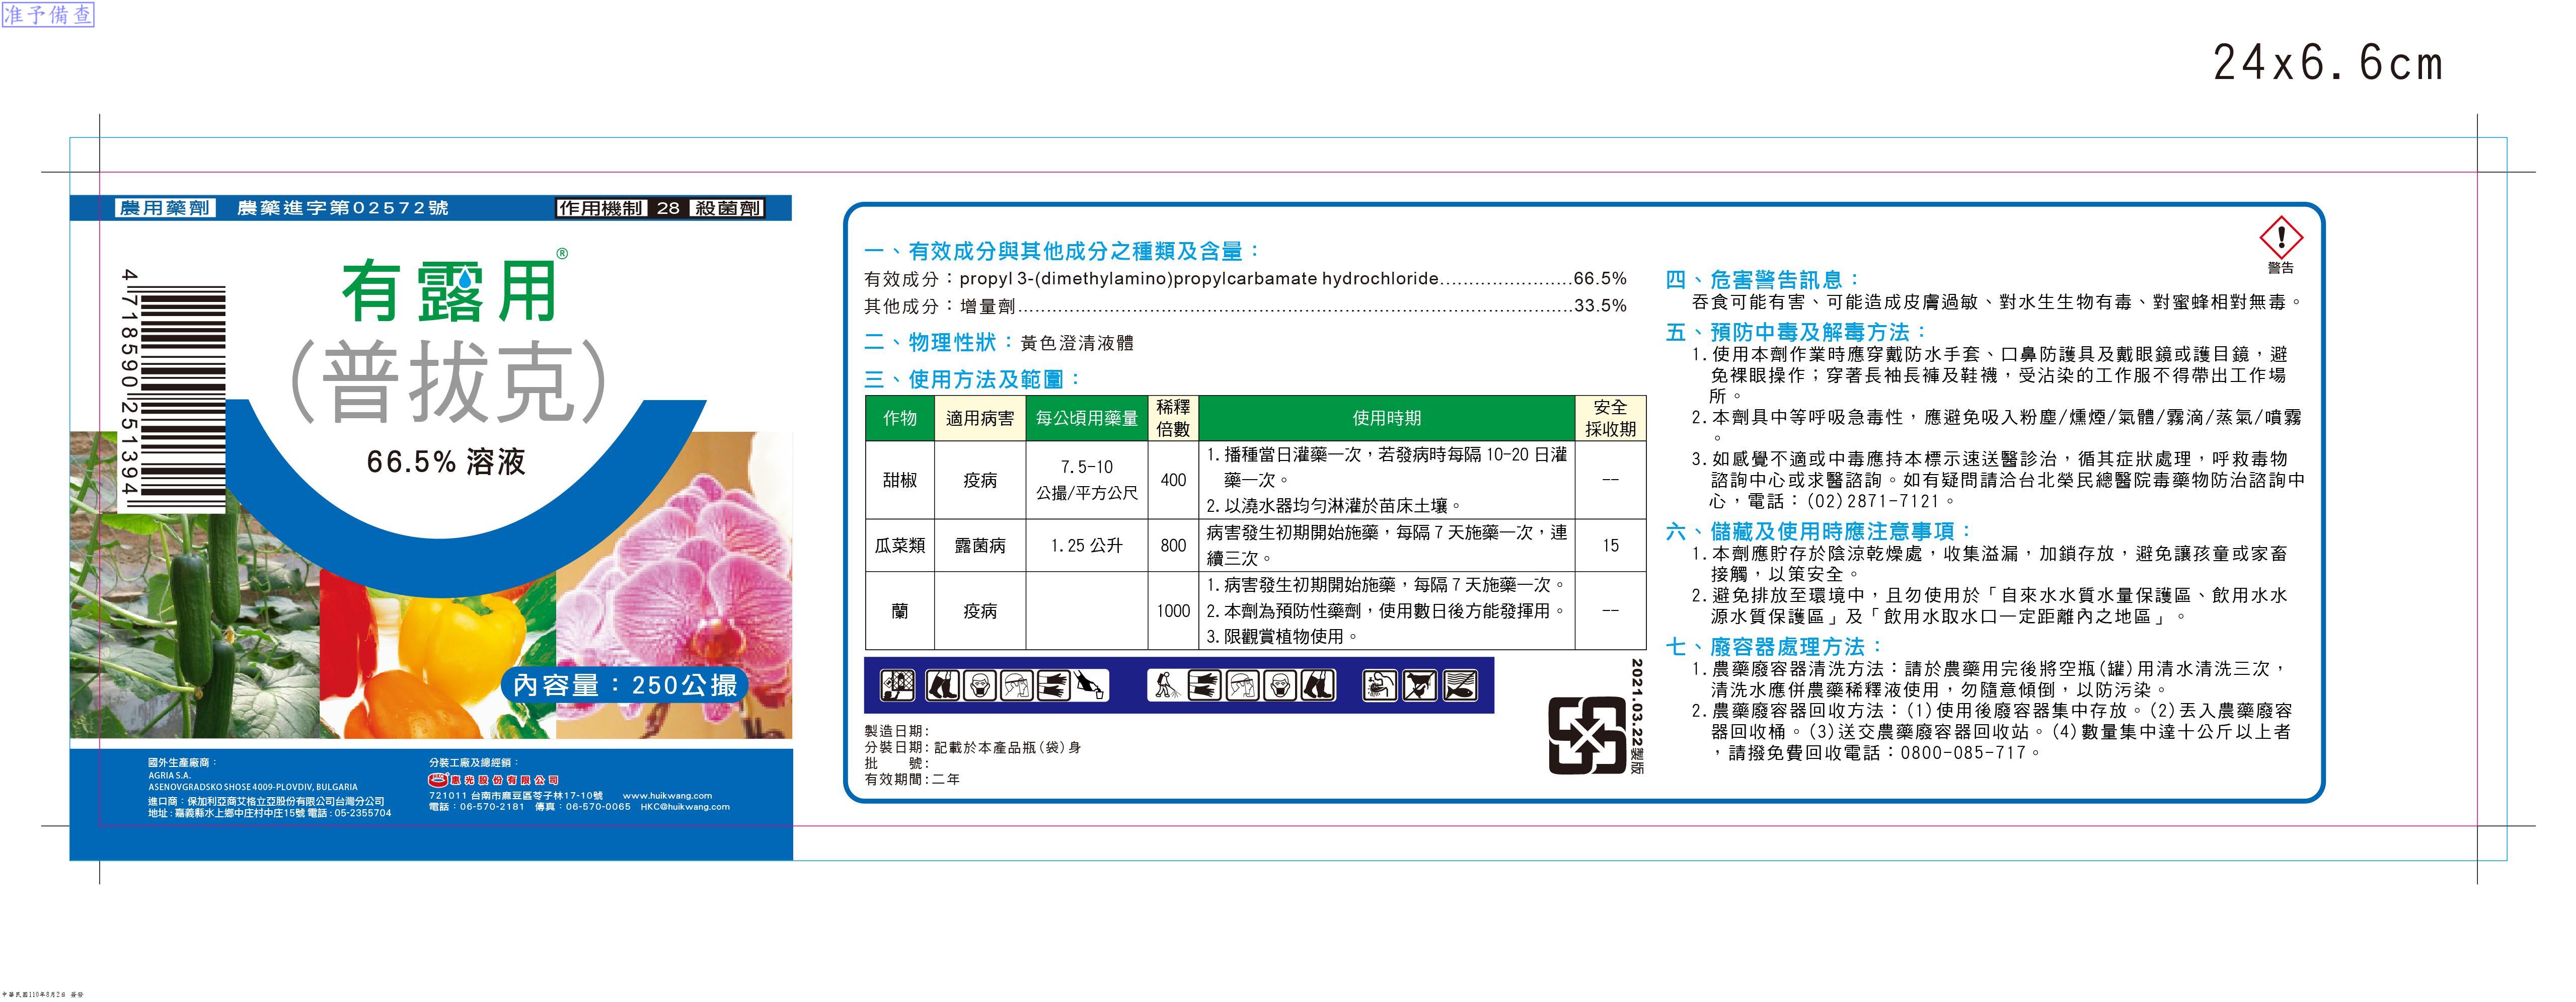 准予備查
24x6.6cm
農用藥劑 農藥進字第02572號 作用機制 28 殺菌劑
有露用®
(普拔克)
66.5% 溶液
4 718590 251394
內容量：250公撮
國外生產廠商：
AGRIA S.A.
ASENOVGRADSKO SHOSE 4009-PLOVDIV, BULGARIA
進口商：保加利亞商艾格立亞股份有限公司台灣分公司
地址：嘉義縣水上鄉中庄村中庄15號 電話：05-2355704
分裝工廠及總經銷：
惠光股份有限公司
721011 台南市麻豆區苓子林17-10號 www.huikwang.com
電話：06-570-2181 傳真：06-570-0065 HKC@huikwang.com
一、有效成分與其他成分之種類及含量：
有效成分：propyl 3-(dimethylamino)propylcarbamate hydrochloride.......................66.5%
其他成分：增量劑.................................................................................................33.5%
二、物理性狀：黃色澄清液體
三、使用方法及範圍：
作物 適用病害 每公頃用藥量 稀釋倍數 使用時期 安全採收期
甜椒 疫病 7.5-10 公撮/平方公尺 400 1.播種當日灌藥一次，若發病時每隔10-20日灌
藥一次。
2.以澆水器均勻淋灌於苗床土壤。 --
瓜菜類 露菌病 1.25公升 800 病害發生初期開始施藥，每隔7天施藥一次，連
續三次。 15
蘭 疫病 1000 1.病害發生初期開始施藥，每隔7天施藥一次。
2.本劑為預防性藥劑，使用數日後方能發揮用。
3.限觀賞植物使用。 --
製造日期：
分裝日期：記載於本產品瓶(袋)身
批 號：
有效期間：二年
2021.03.22製版
警告
四、危害警告訊息：
吞食可能有害、可能造成皮膚過敏、對水生生物有毒、對蜜蜂相對無毒。
五、預防中毒及解毒方法：
1.使用本劑作業時應穿戴防水手套、口鼻防護具及戴眼鏡或護目鏡，避
免裸眼操作；穿著長袖長褲及鞋襪，受沾染的工作服不得帶出工作場
所。
2.本劑具中等呼吸急毒性，應避免吸入粉塵/燻煙/氣體/霧滴/蒸氣/噴霧
。
3.如感覺不適或中毒應持本標示速送醫診治，循其症狀處理，呼救毒物
諮詢中心或求醫諮詢。如有疑問請洽台北榮民總醫院毒藥物防治諮詢中
心，電話：(02)2871-7121。
六、儲藏及使用時應注意事項：
1.本劑應貯存於陰涼乾燥處，收集溢漏，加鎖存放，避免讓孩童或家畜
接觸，以策安全。
2.避免排放至環境中，且勿使用於「自來水水質水量保護區、飲用水水
源水質保護區」及「飲用水取水口一定距離內之地區」。
七、廢容器處理方法：
1.農藥廢容器清洗方法：請於農藥用完後將空瓶(罐)用清水清洗三次，
清洗水應併農藥稀釋液使用，勿隨意傾倒，以防污染。
2.農藥廢容器回收方法：(1)使用後廢容器集中存放。(2)丟入農藥廢容
器回收桶。(3)送交農藥廢容器回收站。(4)數量集中達十公斤以上者
，請撥免費回收電話：0800-085-717。
中華民國110年8月2日 簽發